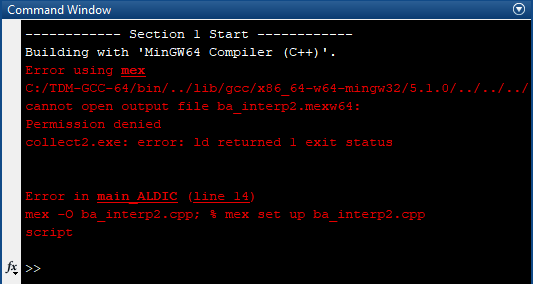 Command Window
------------ Section 1 Start ------------
Building with 'MinGW64 Compiler (C++)'.
Error using mex
C:/TDM-GCC-64/bin/../lib/gcc/x86_64-w64-mingw32/5.1.0/../../../
cannot open output file ba_interp2.mexw64:
Permission denied
collect2.exe: error: ld returned 1 exit status
Error in main_ALDIC (line 14)
mex -O ba_interp2.cpp; % mex set up ba_interp2.cpp
script
fx >>